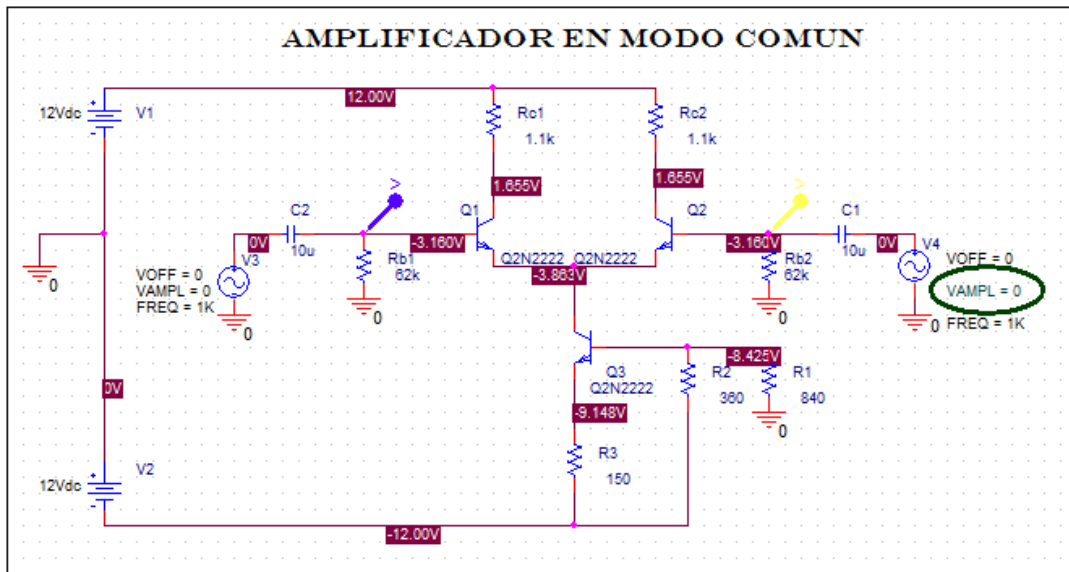 AMPLIFICADOR EN MODO COMUN
12Vdc
V1
12.00V
Rc1
1.1k
Rc2
1.1k
1.655V
1.655V
V
V
C2
10u
Q1
Q2
C1
10u
0V
-3.160V
-3.160V
0V
V3
VOFF = 0
VAMPL = 0
FREQ = 1K
Rb1
62k
Q2N2222
Q2N2222
-3.863V
Rb2
62k
V4
VOFF = 0
VAMPL = 0
FREQ = 1K
0
0
0
0
0
-8.425V
Q3
Q2N2222
R2
360
R1
840
0
0V
-9.148V
R3
150
V2
12Vdc
-12.00V